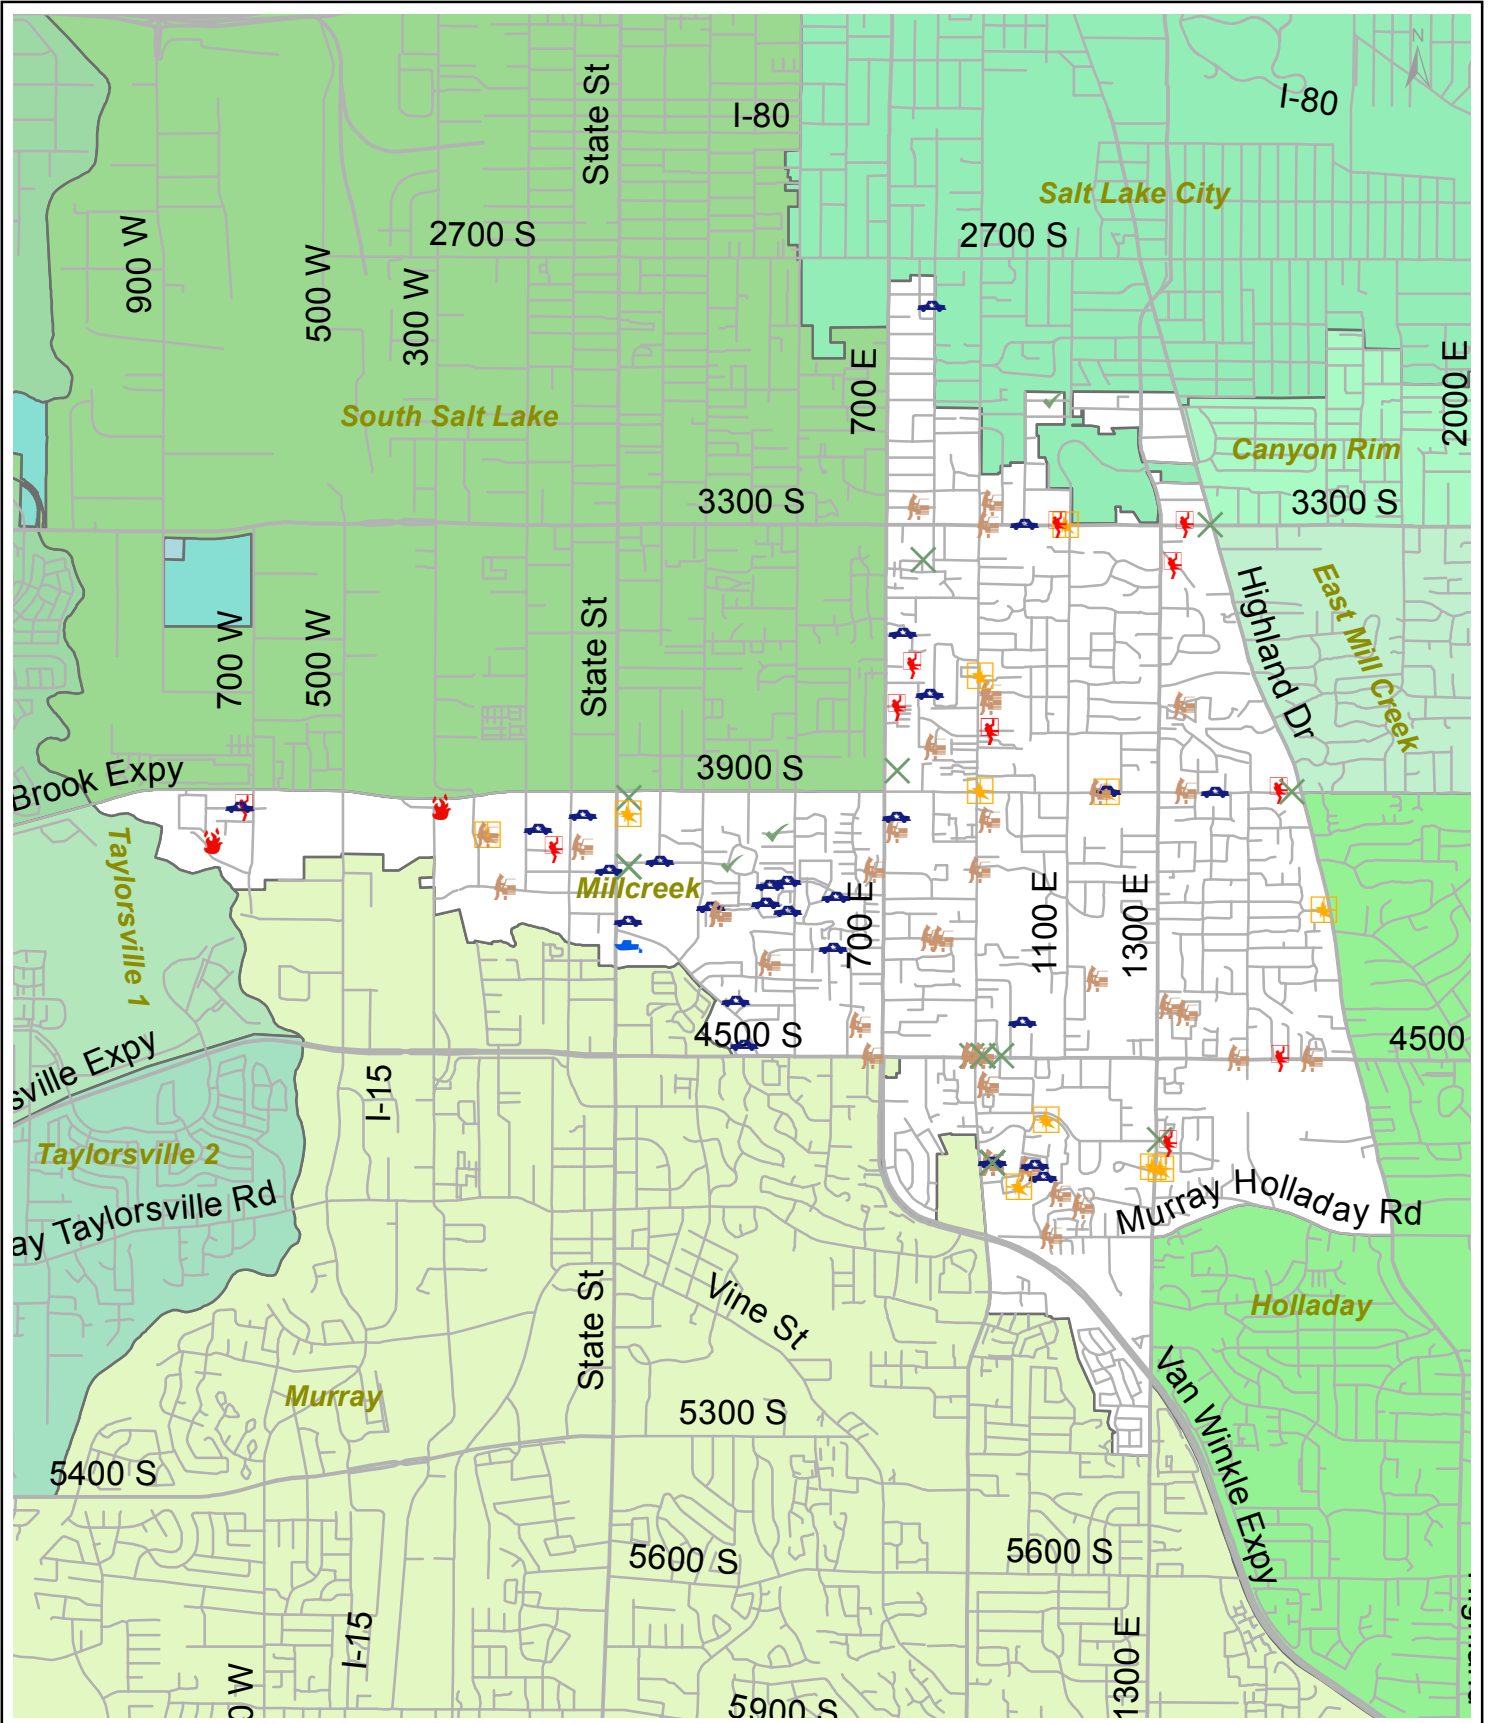 N
I-80
I-80
State St
Salt Lake City
2700 S
2700 S
900 W
500 W
300 W
700 E
2000 E
South Salt Lake
Canyon Rim
3300 S
3300 S
Highland Dr
East Mill Creek
State St
700 W
500 W
3900 S
Brook Expy
Taylorsville 1
Millcreek
700 E
1100 E
1300 E
4500 S
4500
sville Expy
I-15
Taylorsville 2
ay Taylorsville Rd
Murray Holladay Rd
Vine St
State St
Holladay
Van Winkle Expy
Murray
5300 S
5400 S
5600 S
5600 S
I-15
1300 E
0 W
5900 S